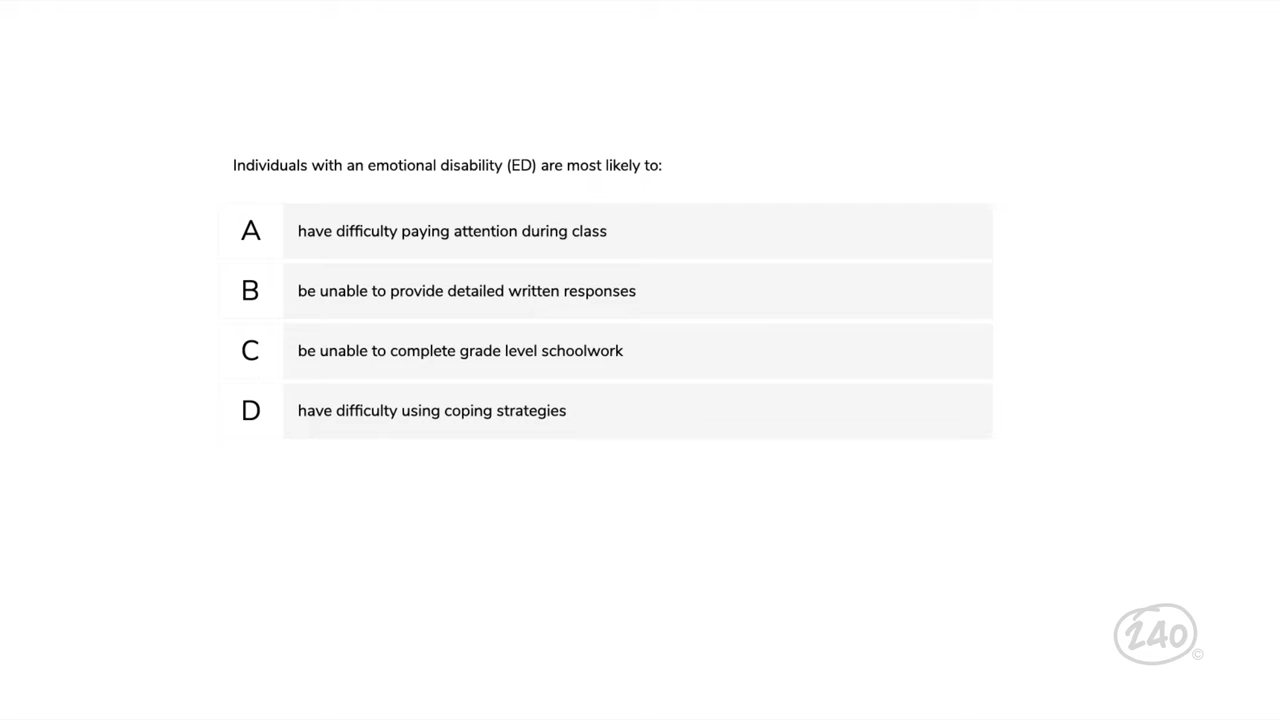 Individuals with an emotional disability (ED) are most likely to:
A have difficulty paying attention during class
B be unable to provide detailed written responses
C be unable to complete grade level schoolwork
D have difficulty using coping strategies
240
©